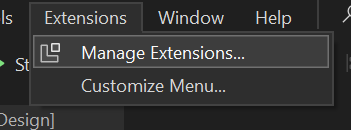 ls Extensions Window Help
St Manage Extensions...
Customize Menu...
Design]